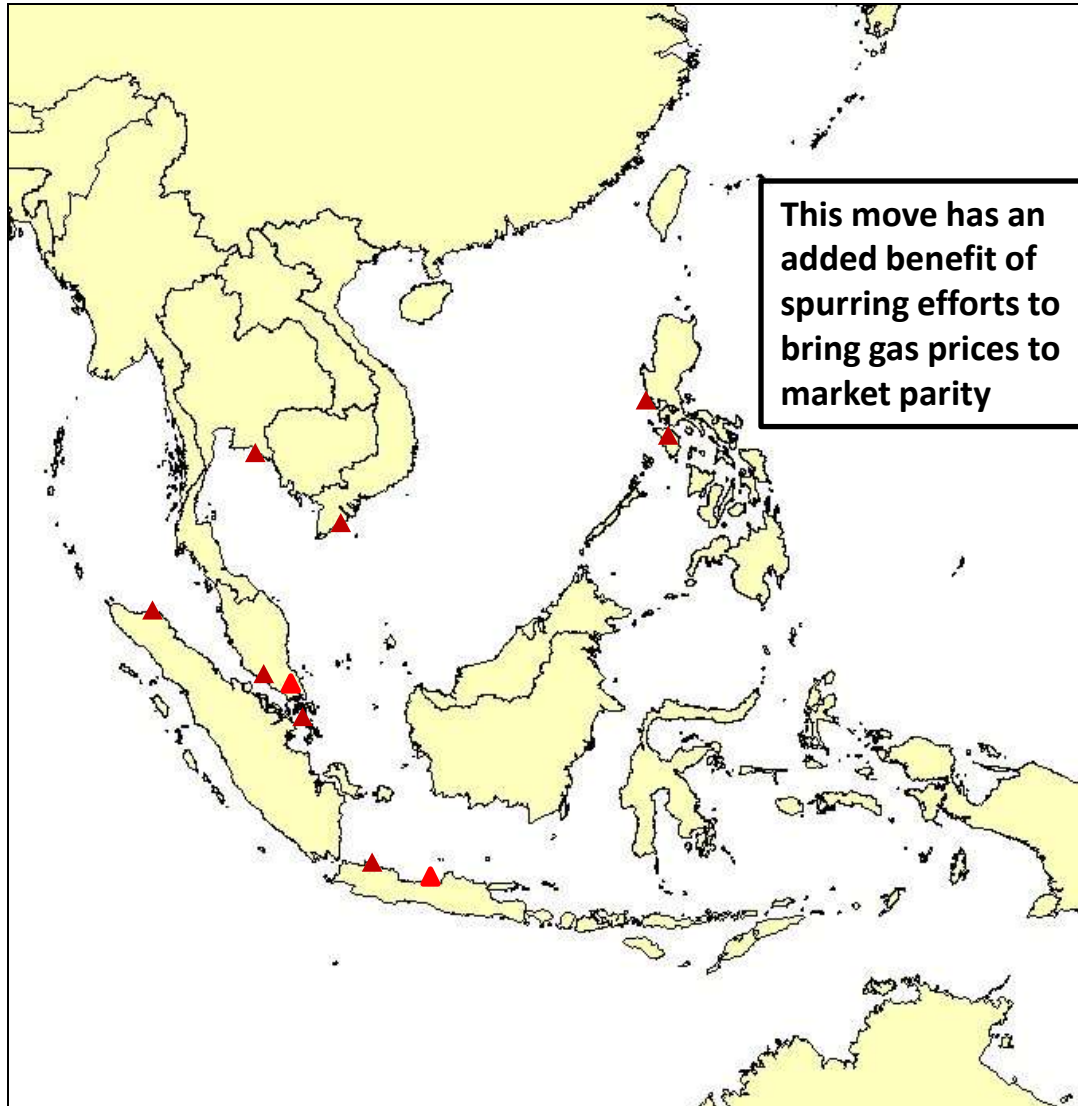 This move has an
added benefit of
spurring efforts to
bring gas prices to
market parity